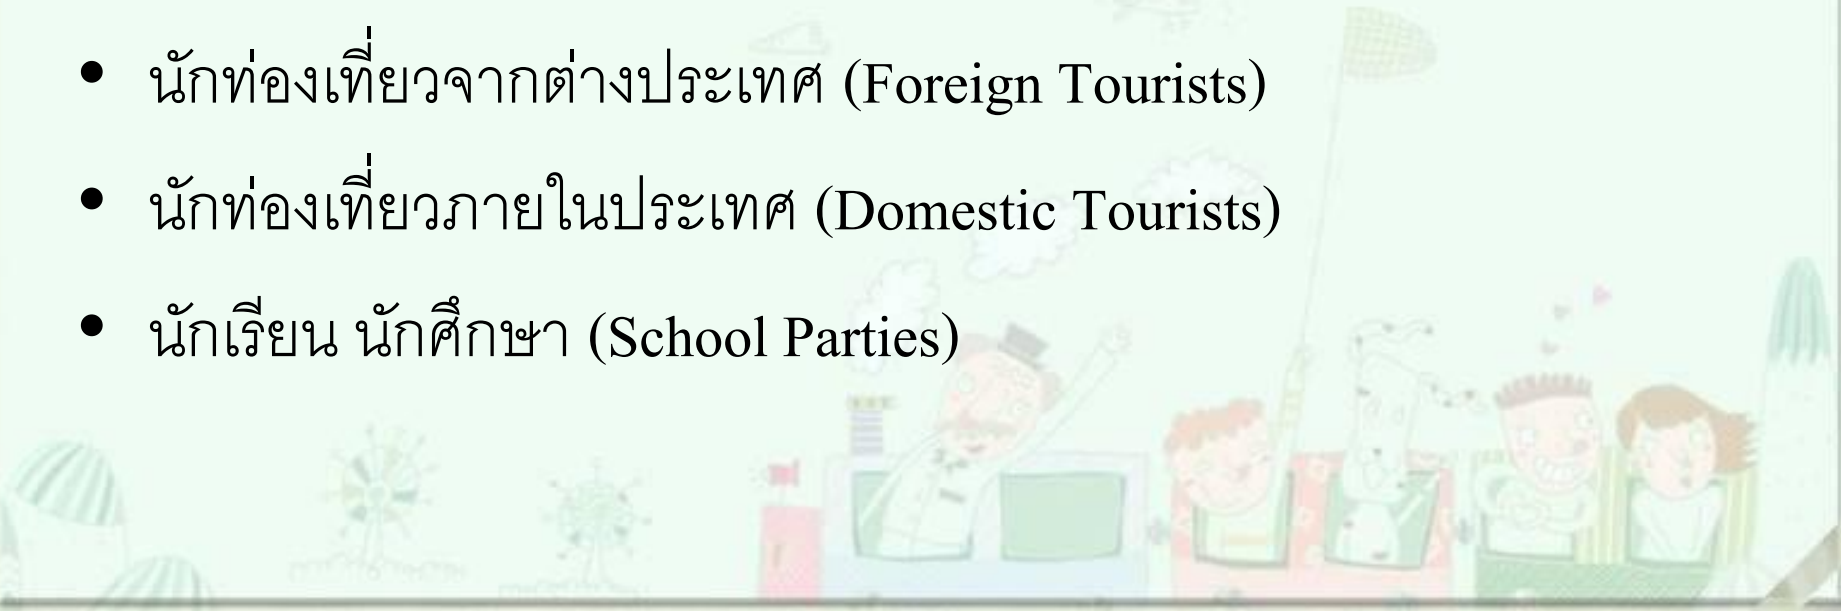 • นักท่องเที่ยวจากต่างประเทศ (Foreign Tourists)
• นักท่องเที่ยวภายในประเทศ (Domestic Tourists)
• นักเรียน นักศึกษา (School Parties)